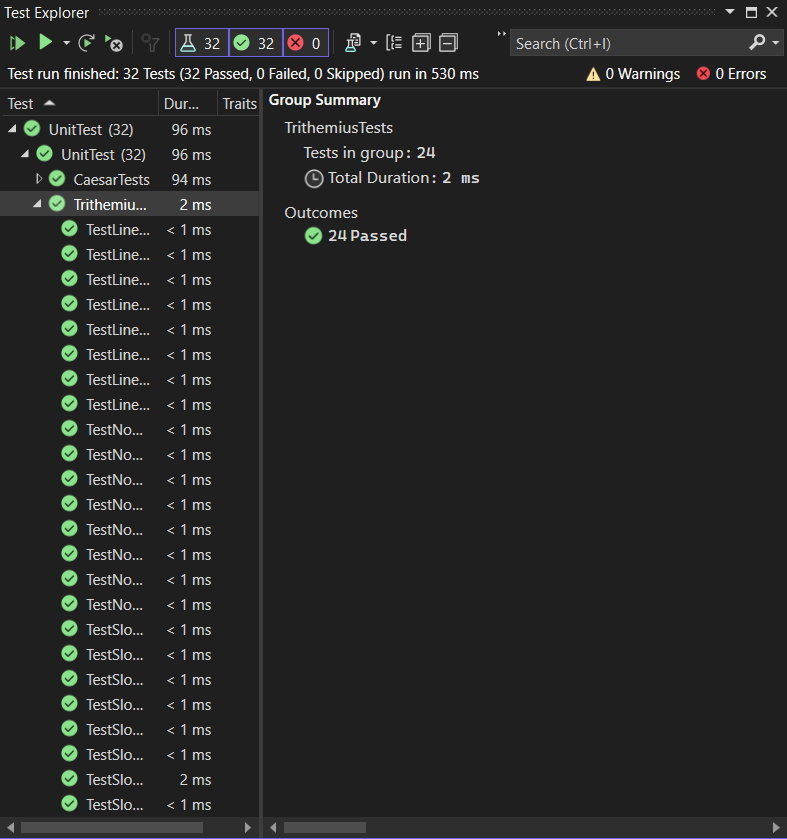 Test Explorer
32 32 0 Search (Ctrl+I)
Test run finished: 32 Tests (32 Passed, 0 Failed, 0 Skipped) run in 530 ms 0 Warnings 0 Errors
Test Dur... Traits
UnitTest (32) 96 ms
UnitTest (32) 96 ms
CaesarTests 94 ms
Trithemiu... 2 ms
TestLine... < 1 ms
TestLine... < 1 ms
TestLine... < 1 ms
TestLine... < 1 ms
TestLine... < 1 ms
TestLine... < 1 ms
TestLine... < 1 ms
TestLine... < 1 ms
TestNo... < 1 ms
TestNo... < 1 ms
TestNo... < 1 ms
TestNo... < 1 ms
TestNo... < 1 ms
TestNo... < 1 ms
TestNo... < 1 ms
TestNo... < 1 ms
TestSlo... < 1 ms
TestSlo... < 1 ms
TestSlo... < 1 ms
TestSlo... < 1 ms
TestSlo... < 1 ms
TestSlo... < 1 ms
TestSlo... 2 ms
TestSlo... < 1 ms
Group Summary
TrithemiusTests
Tests in group: 24
Total Duration: 2 ms
Outcomes
24 Passed